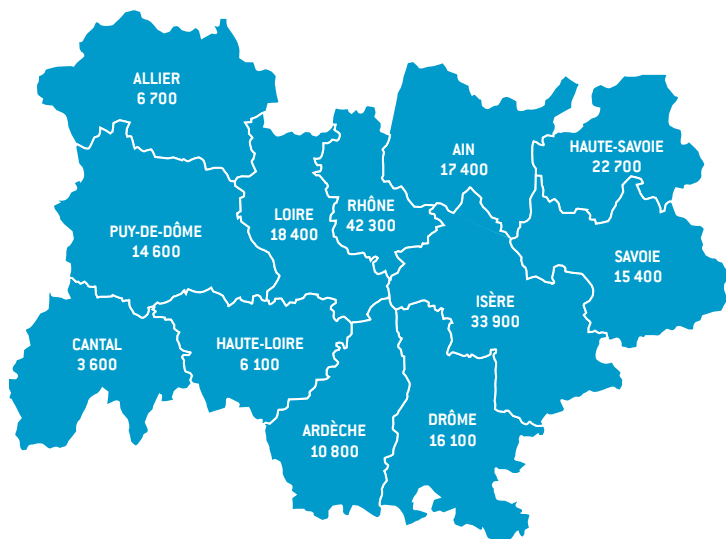 ALLIER
6 700
AIN
17 400
HAUTE-SAVOIE
22 700
PUY-DE-DÔME
14 600
LOIRE
18 400
RHÔNE
42 300
SAVOIE
15 400
ISÈRE
33 900
CANTAL
3 600
HAUTE-LOIRE
6 100
ARDÈCHE
10 800
DRÔME
16 100